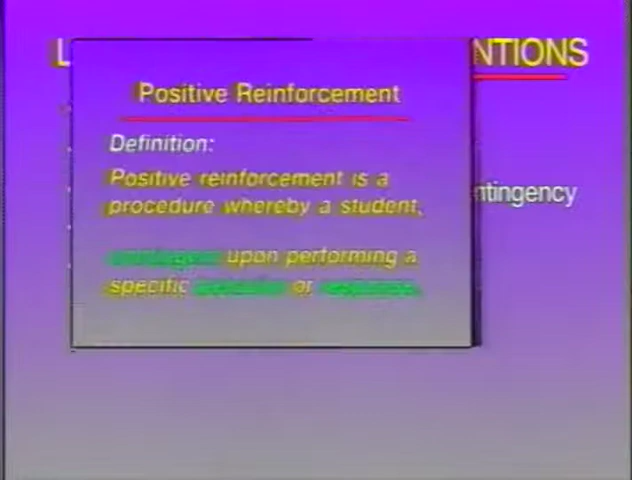 L NTIONS
Positive Reinforcement
Definition:
Positive reinforcement is a
ntingency
procedure whereby a student,
upon performing a
specific or